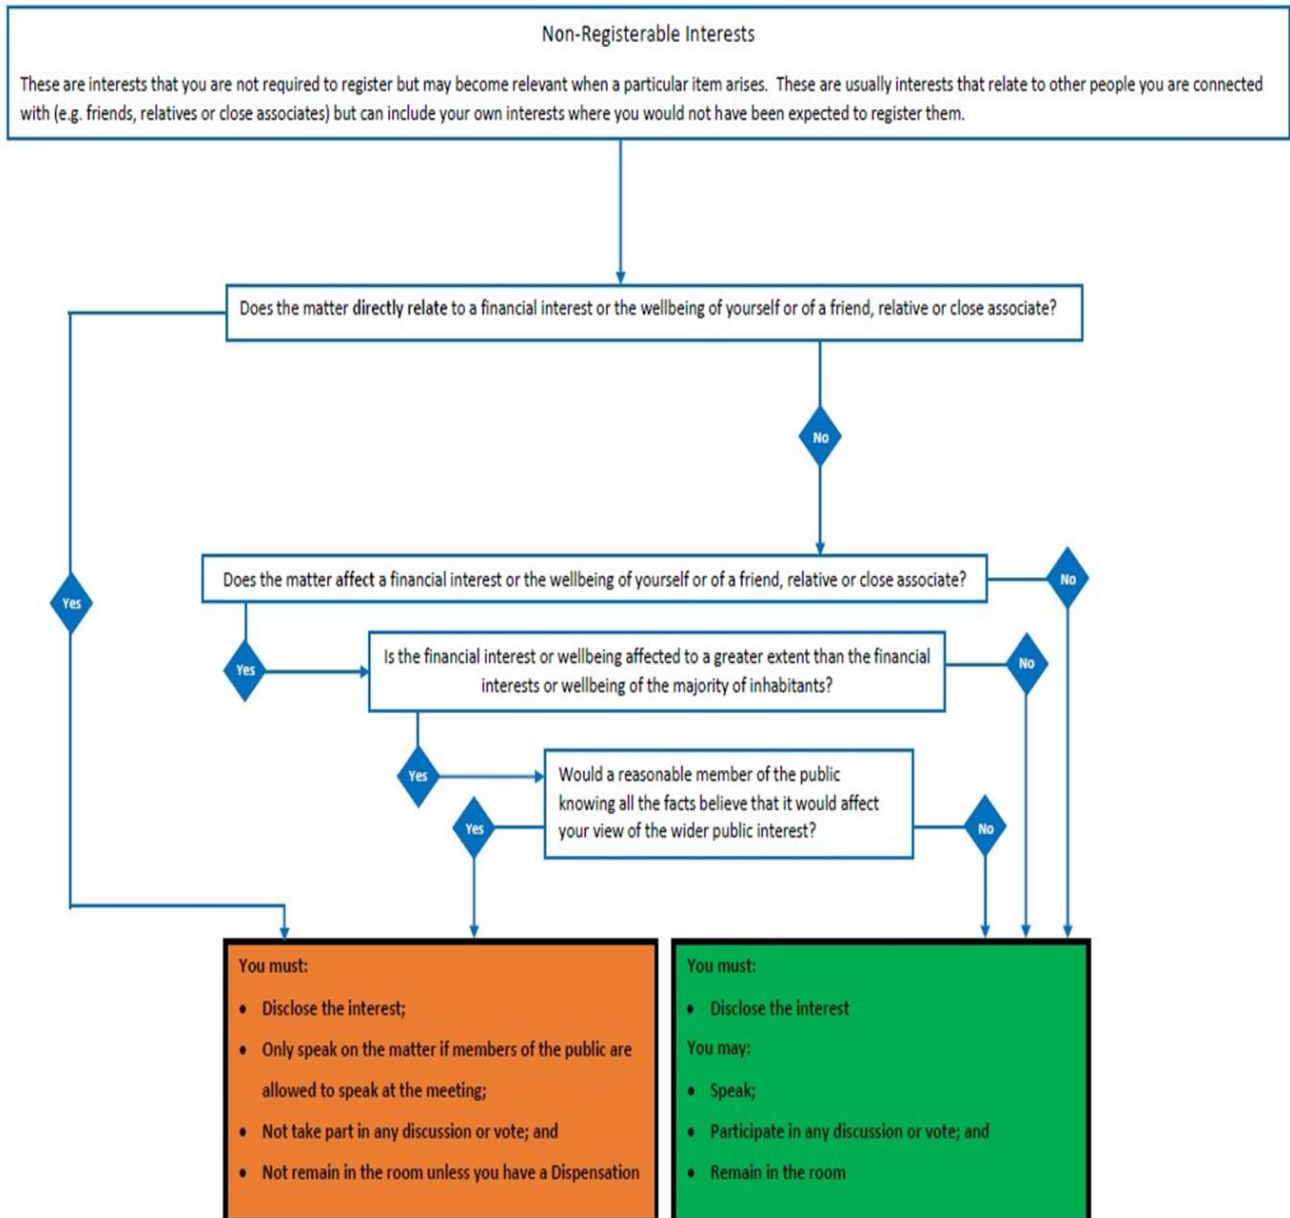 Non-Registerable Interests
These are interests that you are not required to register but may become relevant when a particular item arises.  These are usually interests that relate to other people you are connected
with (e.g. friends, relatives or close associates) but can include your own interests where you would not have been expected to register them.
Does the matter directly relate to a financial interest or the wellbeing of yourself or of a friend, relative or close associate?
No
Does the matter affect a financial interest or the wellbeing of yourself or of a friend, relative or close associate?
No
Yes
Yes
Is the financial interest or wellbeing affected to a greater extent than the financial
interests or wellbeing of the majority of inhabitants?
No
Yes
Would a reasonable member of the public
knowing all the facts believe that it would affect
your view of the wider public interest?
Yes
No
You must:
• Disclose the interest;
• Only speak on the matter if members of the public are
allowed to speak at the meeting;
• Not take part in any discussion or vote; and
• Not remain in the room unless you have a Dispensation
You must:
• Disclose the interest
You may:
• Speak;
• Participate in any discussion or vote; and
• Remain in the room